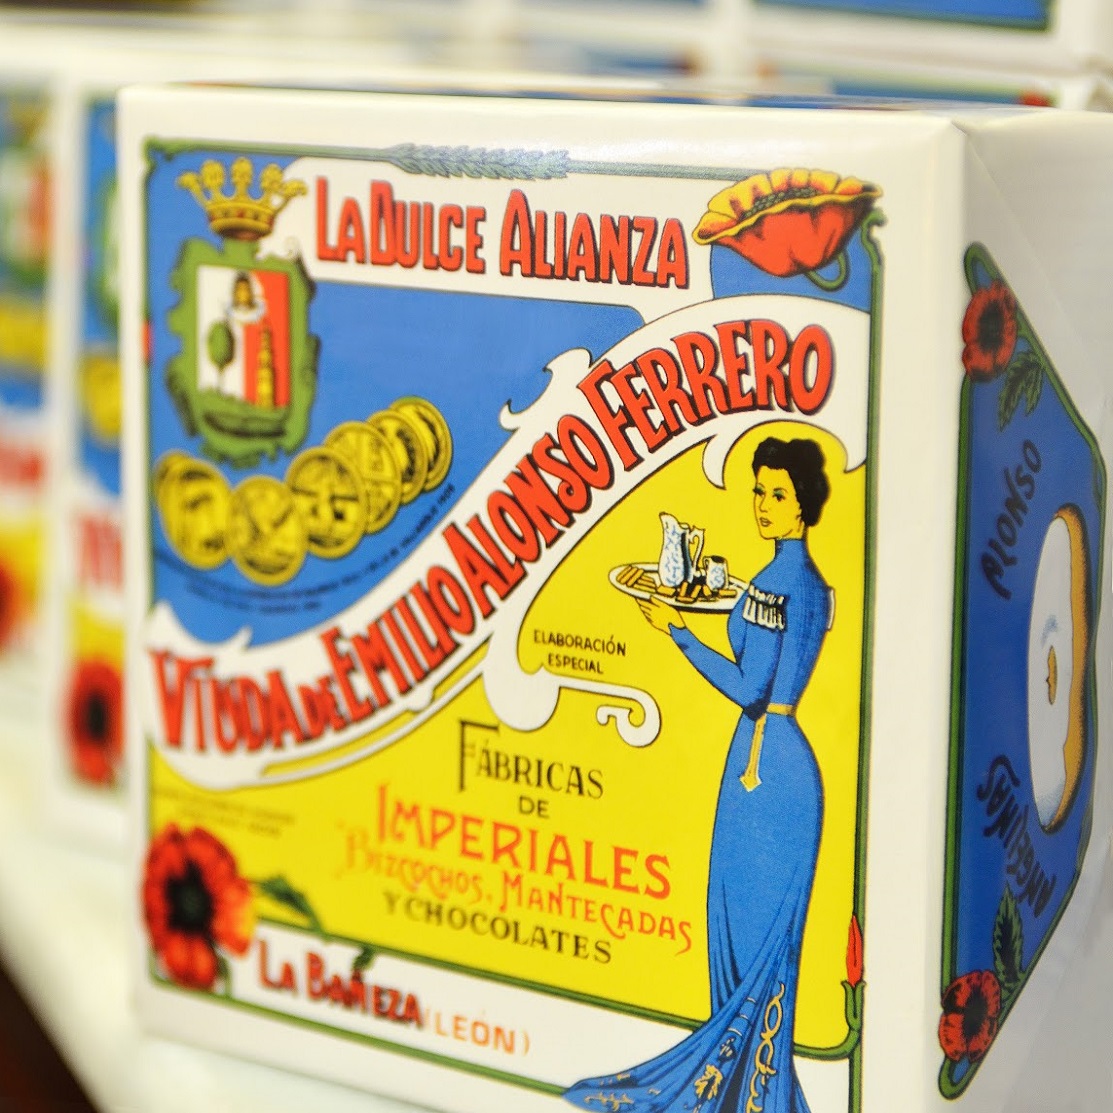 LA DULCE ALIANZA
VIUDA DE EMILIO ALONSO FERRERO
ELABORACIÓN
ESPECIAL
FÁBRICAS
DE
IMPERIALES
BIZCOCHOS, MANTECADAS
Y CHOCOLATES
LA BAÑEZA (LEÓN)
ALONSO
ANGELINAS